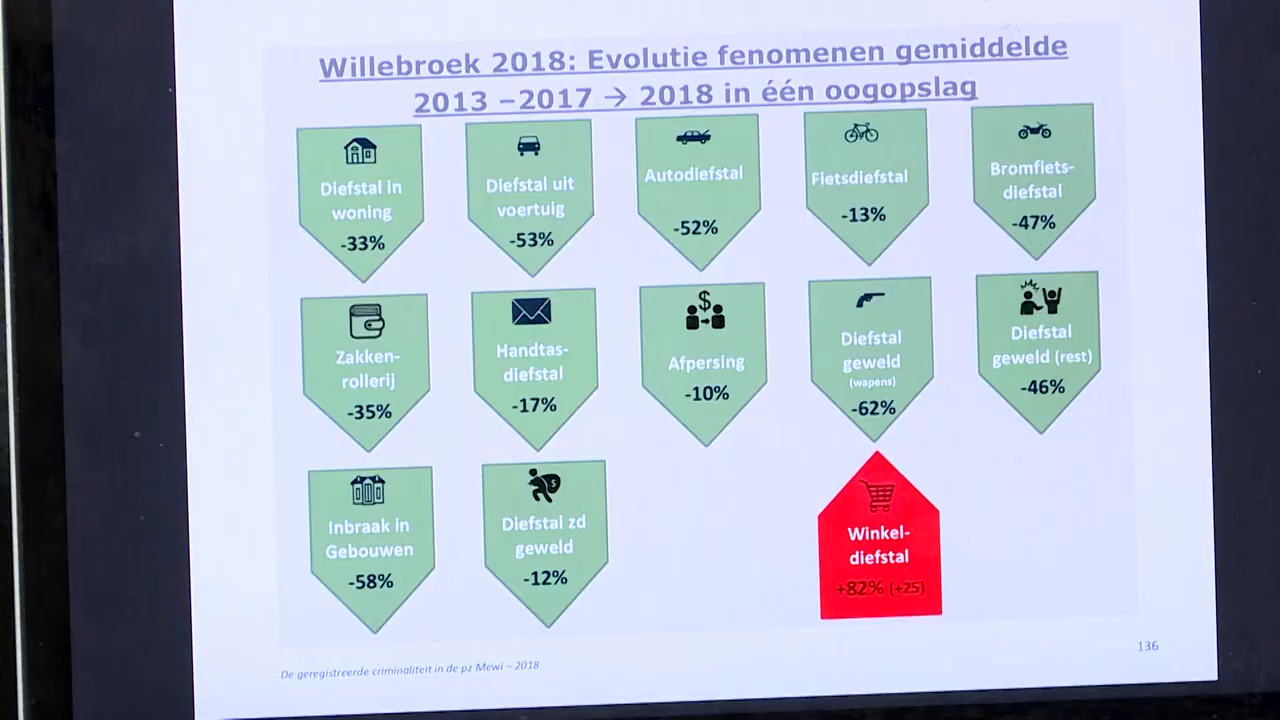 Willebroek 2018: Evolutie fenomenen gemiddelde
2013 –2017 → 2018 in één oogopslag
Diefstal in
woning
-33%
Diefstal uit
voertuig
-53%
Autodiefstal
-52%
Fietsdiefstal
-13%
Bromfiets-
diefstal
-47%
Zakken-
rollerij
-35%
Handtas-
diefstal
-17%
$
Afpersing
-10%
Diefstal
geweld
(wapens)
-62%
Diefstal
geweld (rest)
-46%
Inbraak in
Gebouwen
-58%
$
Diefstal zd
geweld
-12%
Winkel-
diefstal
+82% (+25)
136
De geregistreerde criminaliteit in de pz Mewi – 2018